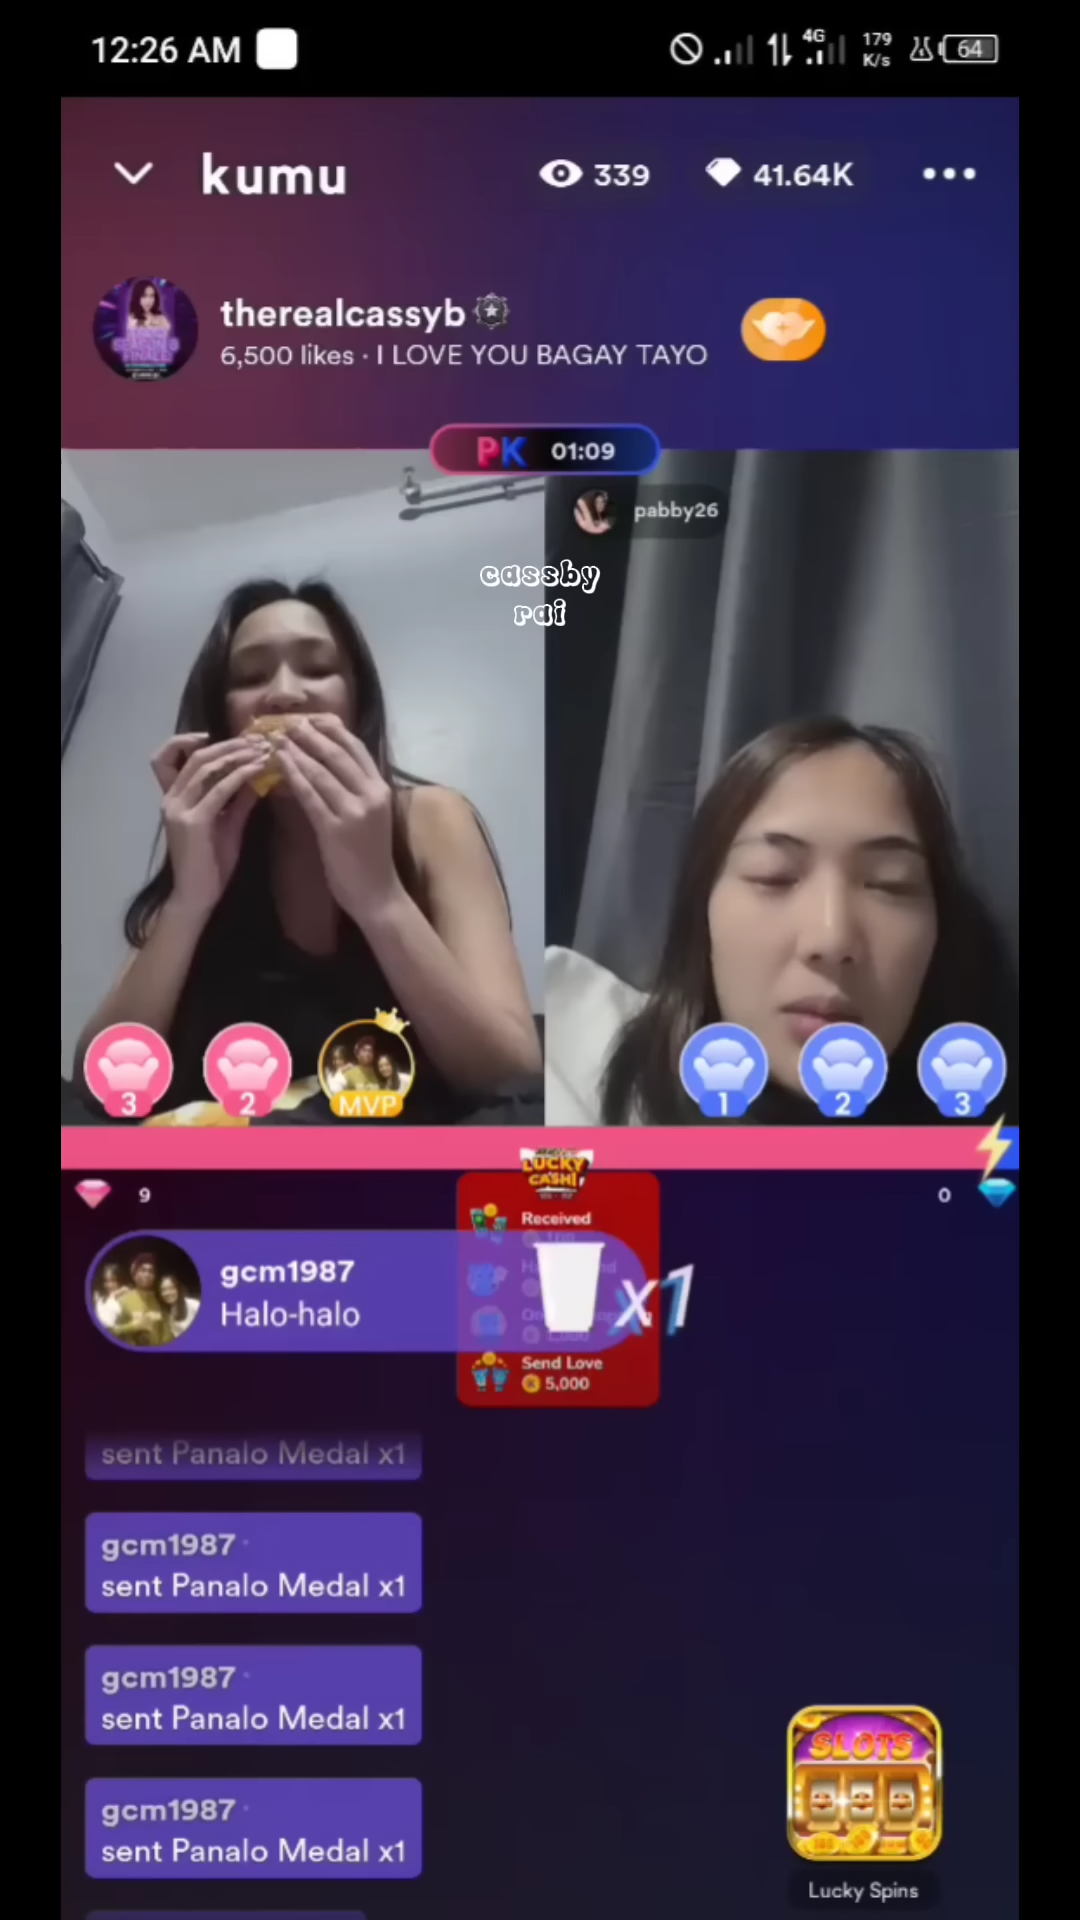 12:26 AM
4G
179
K/s
64
kumu
339
41.64K
therealcassyb
6,500 likes · I LOVE YOU BAGAY TAYO
PK 01:09
pabby26
cassby
rai
3
2
MVP
1
2
3
LUCKY
CASH!
9
0
Received
gcm1987
Halo-halo
x1
Send Love
5,000
sent Panalo Medal x1
gcm1987 ·
sent Panalo Medal x1
gcm1987 ·
sent Panalo Medal x1
gcm1987 ·
sent Panalo Medal x1
SLOTS
Lucky Spins